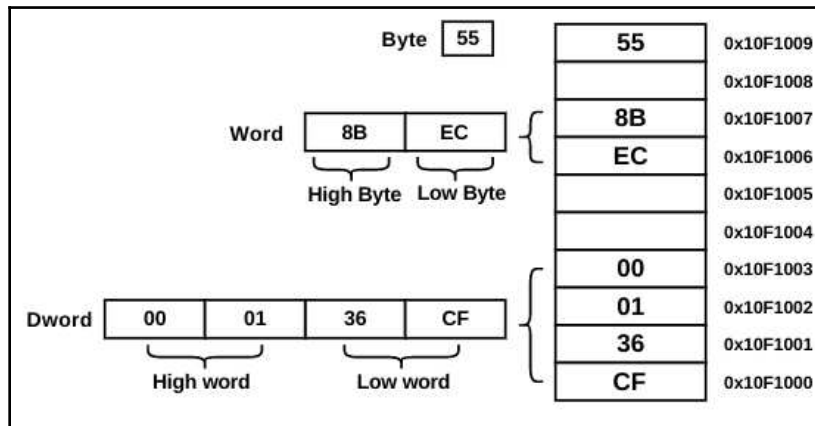 Byte 55 55 0x10F1009
0x10F1008
Word 8B EC 8B 0x10F1007
EC 0x10F1006
High Byte Low Byte 0x10F1005
0x10F1004
00 0x10F1003
Dword 00 01 36 CF 01 0x10F1002
36 0x10F1001
High word Low word CF 0x10F1000